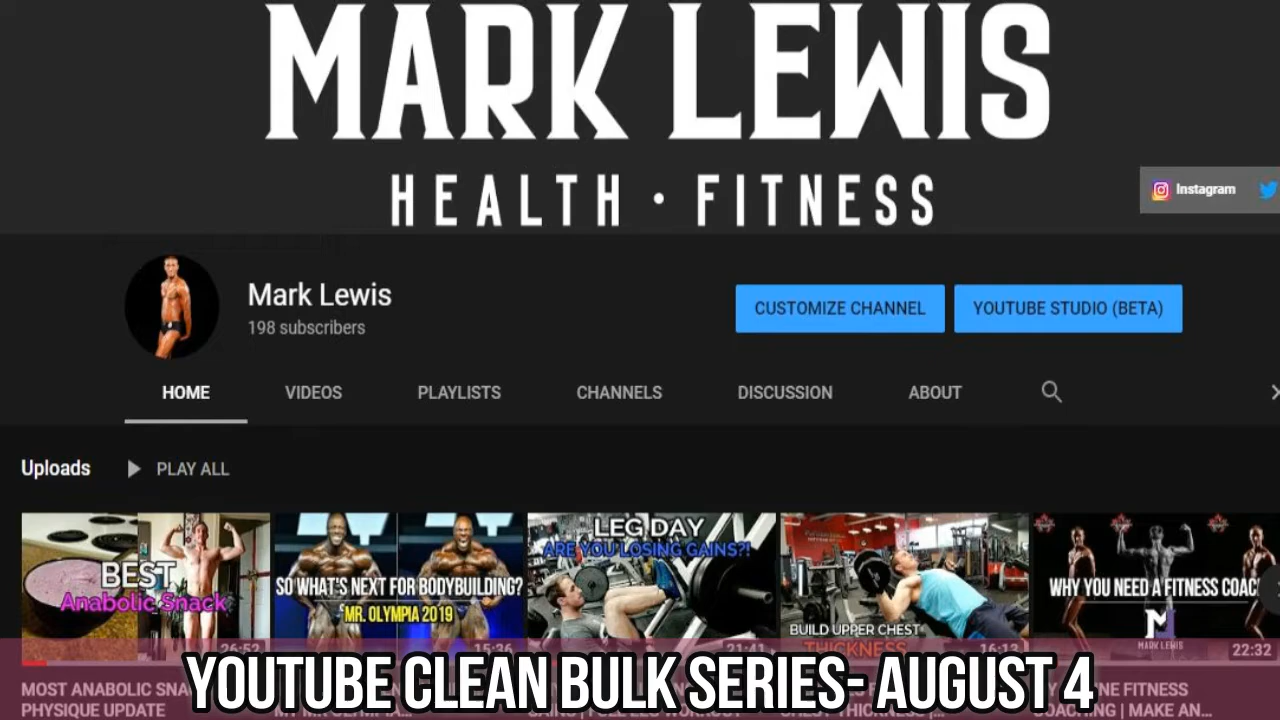 MARK LEWIS
HEALTH · FITNESS
Instagram
Mark Lewis
198 subscribers
CUSTOMIZE CHANNEL
YOUTUBE STUDIO (BETA)
HOME
VIDEOS
PLAYLISTS
CHANNELS
DISCUSSION
ABOUT
Uploads
PLAY ALL
BEST
Anabolic Snack
26:52
SO WHAT'S NEXT FOR BODYBUILDING?
MR. OLYMPIA 2019
15:36
LEG DAY
ARE YOU LOSING GAINS?!
21:41
BUILD UPPER CHEST
THICKNESS
16:13
WHY YOU NEED A FITNESS COAC
MARK LEWIS
22:32
YOUTUBE CLEAN BULK SERIES- AUGUST 4
MOST ANABOLIC SNA
PHYSIQUE UPDATE
NE FITNESS
COACHING | MAKE AN...